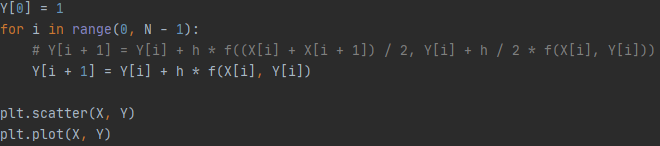 Y[0] = 1
for i in range(0, N - 1):
    # Y[i + 1] = Y[i] + h * f((X[i] + X[i + 1]) / 2, Y[i] + h / 2 * f(X[i], Y[i]))
    Y[i + 1] = Y[i] + h * f(X[i], Y[i])

plt.scatter(X, Y)
plt.plot(X, Y)